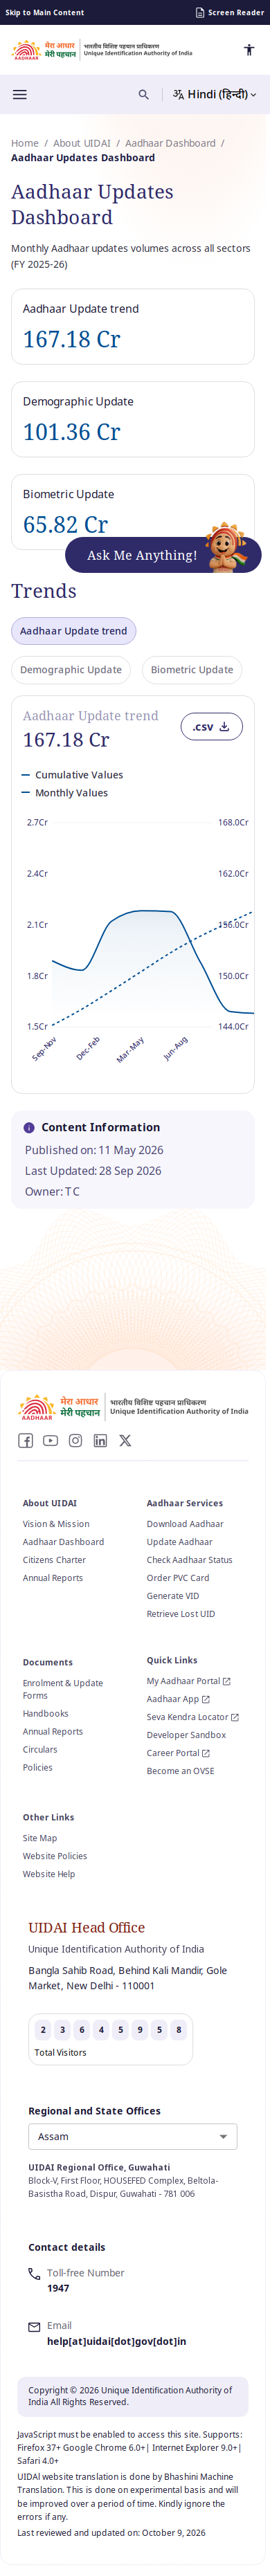 Skip to Main Content
Screen Reader
मेरा आधार
मेरी पहचान
AADHAAR
भारतीय विशिष्ट पहचान प्राधिकरण
Unique Identification Authority of India
Hindi (हिन्दी)
Home / About UIDAI / Aadhaar Dashboard /
Aadhaar Updates Dashboard
Aadhaar Updates
Dashboard
Monthly Aadhaar updates volumes across all sectors
(FY 2025-26)
Aadhaar Update trend
167.18 Cr
Demographic Update
101.36 Cr
Biometric Update
65.82 Cr
Ask Me Anything!
Trends
Aadhaar Update trend
Demographic Update
Biometric Update
Aadhaar Update trend
167.18 Cr
.csv
Cumulative Values
Monthly Values
2.7Cr
168.0Cr
2.4Cr
162.0Cr
2.1Cr
156.0Cr
1.8Cr
150.0Cr
1.5Cr
144.0Cr
Sep-Nov
Dec-Feb
Mar-May
Jun-Aug
Content Information
Published on: 11 May 2026
Last Updated: 28 Sep 2026
Owner: TC
मेरा आधार
मेरी पहचान
AADHAAR
भारतीय विशिष्ट पहचान प्राधिकरण
Unique Identification Authority of India
About UIDAI
Vision & Mission
Aadhaar Dashboard
Citizens Charter
Annual Reports
Aadhaar Services
Download Aadhaar
Update Aadhaar
Check Aadhaar Status
Order PVC Card
Generate VID
Retrieve Lost UID
Documents
Enrolment & Update
Forms
Handbooks
Annual Reports
Circulars
Policies
Quick Links
My Aadhaar Portal
Aadhaar App
Seva Kendra Locator
Developer Sandbox
Career Portal
Become an OVSE
Other Links
Site Map
Website Policies
Website Help
UIDAI Head Office
Unique Identification Authority of India
Bangla Sahib Road, Behind Kali Mandir, Gole
Market, New Delhi - 110001
2 3 6 4 5 9 5 8
Total Visitors
Regional and State Offices
Assam
UIDAI Regional Office, Guwahati
Block-V, First Floor, HOUSEFED Complex, Beltola-
Basistha Road, Dispur, Guwahati - 781 006
Contact details
Toll-free Number
1947
Email
help[at]uidai[dot]gov[dot]in
Copyright © 2026 Unique Identification Authority of
India All Rights Reserved.
JavaScript must be enabled to access this site. Supports:
Firefox 37+ Google Chrome 6.0+| Internet Explorer 9.0+|
Safari 4.0+
UIDAI website translation is done by Bhashini Machine
Translation. This is done on experimental basis and will
be improved over a period of time. Kindly ignore the
errors if any.
Last reviewed and updated on: October 9, 2026